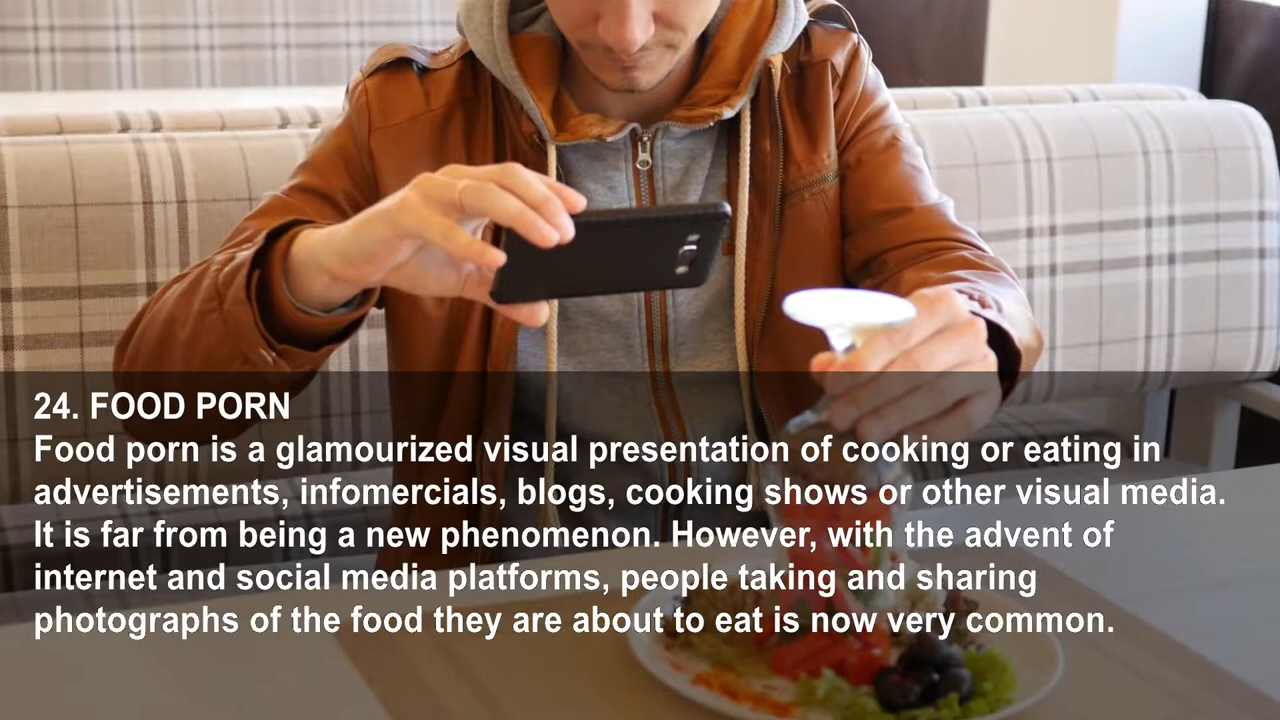 24. FOOD PORN
Food porn is a glamourized visual presentation of cooking or eating in
advertisements, infomercials, blogs, cooking shows or other visual media.
It is far from being a new phenomenon. However, with the advent of
internet and social media platforms, people taking and sharing
photographs of the food they are about to eat is now very common.